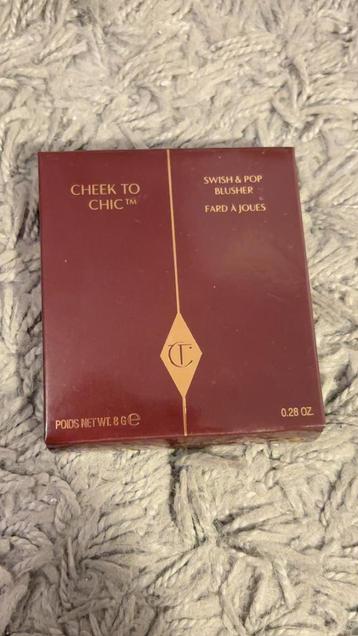 CHEEK TO
CHIC™
SWISH & POP
BLUSHER
FARD À JOUES
CT
POIDS NET WT. 8 G ℮
0.28 OZ.